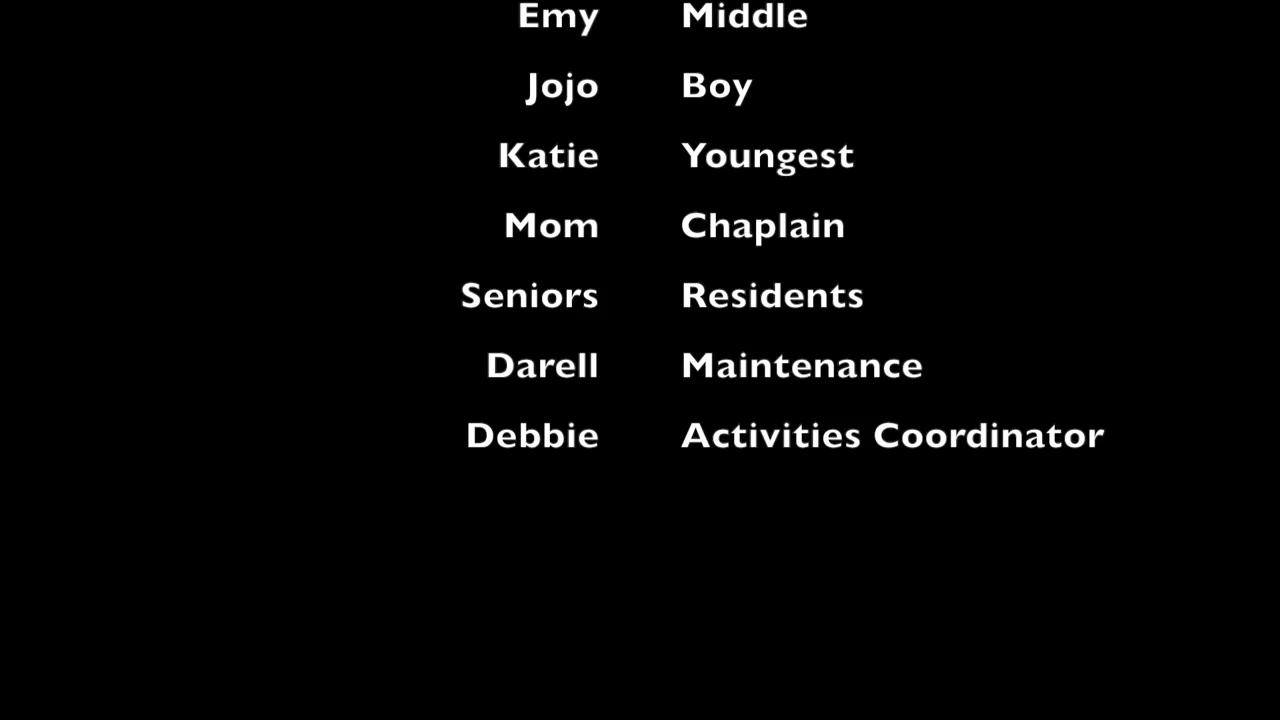 Emy Middle
Jojo Boy
Katie Youngest
Mom Chaplain
Seniors Residents
Darell Maintenance
Debbie Activities Coordinator